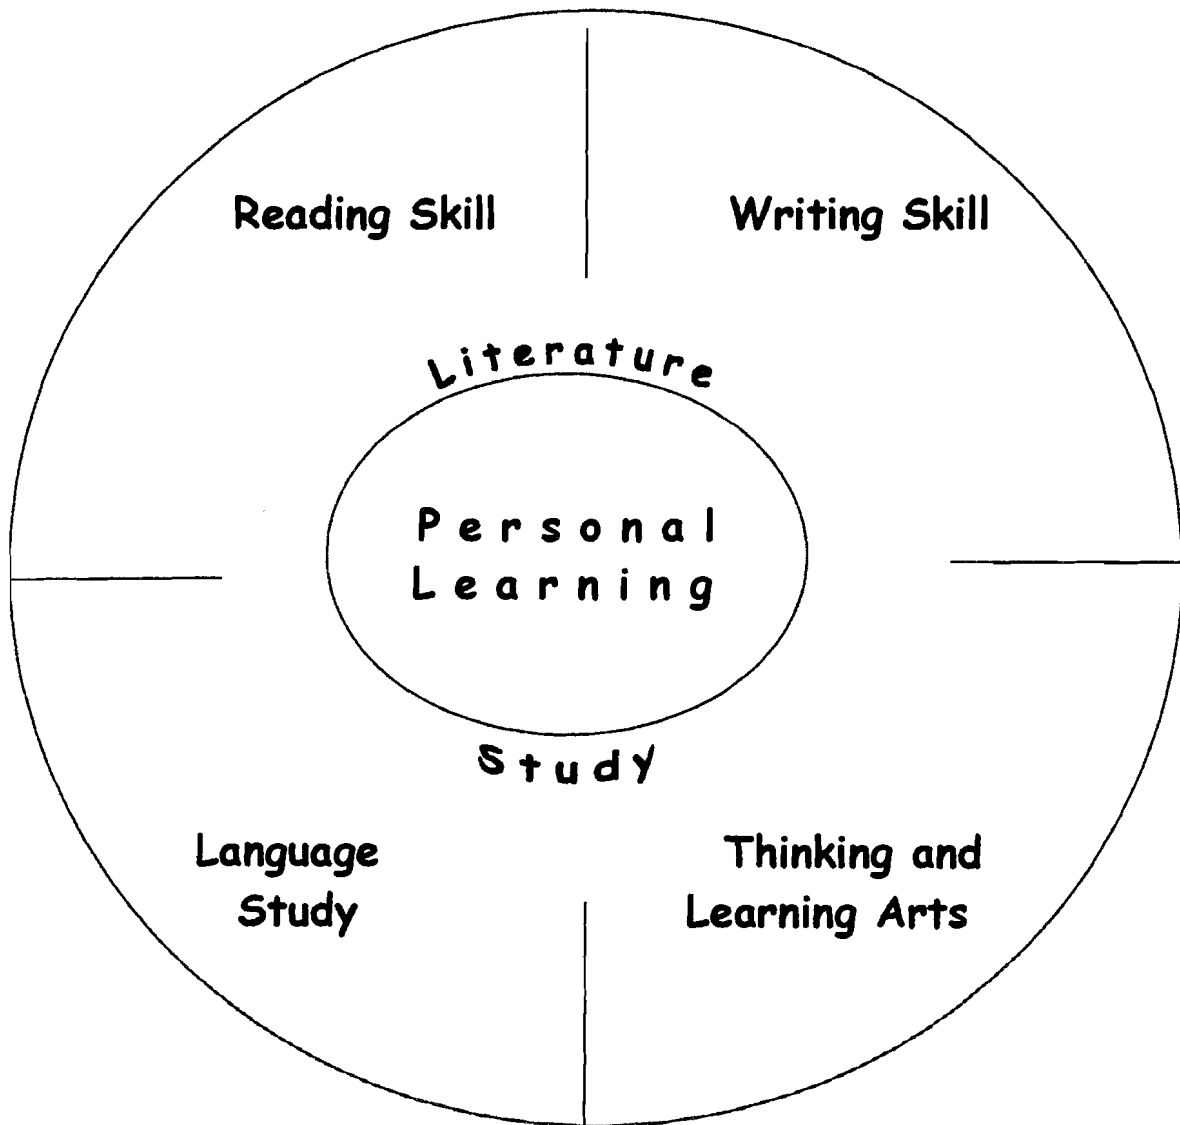 Reading Skill
Writing Skill
Literature
Personal
Learning
Study
Language
Study
Thinking and
Learning Arts